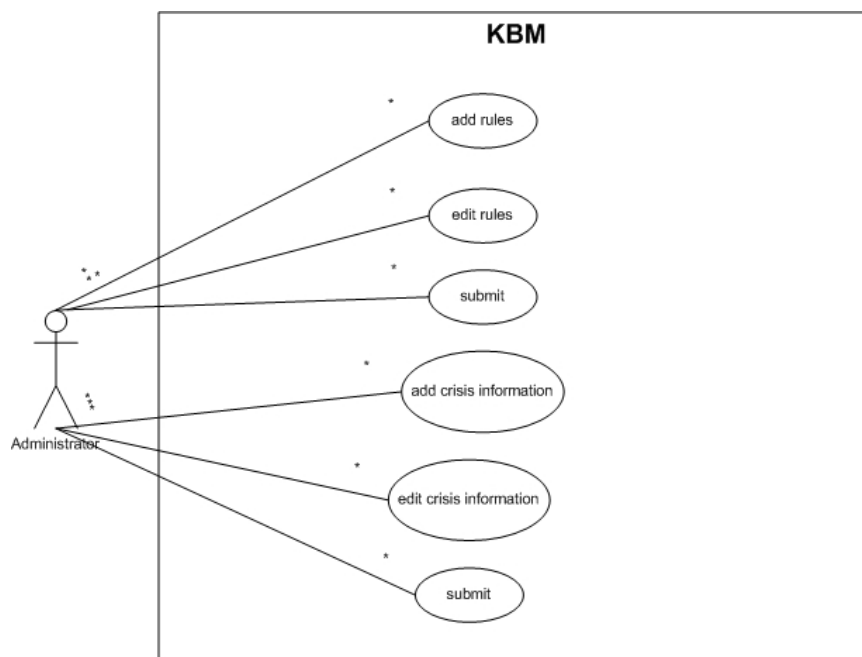 KBM
*
add rules
*
edit rules
* * *
*
submit
*
add crisis information
***
Administrator
*
edit crisis information
*
submit